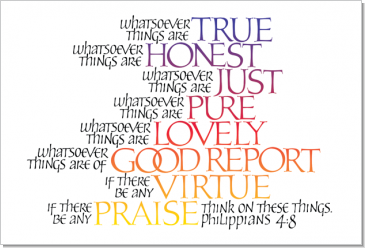 whatsoever things are TRUE
whatsoever things are HONEST
whatsoever things are JUST
whatsoever things are PURE
whatsoever things are LOVELY
whatsoever things are of GOOD REPORT
if there be any VIRTUE
if there be any PRAISE think on these things. Philippians 4:8